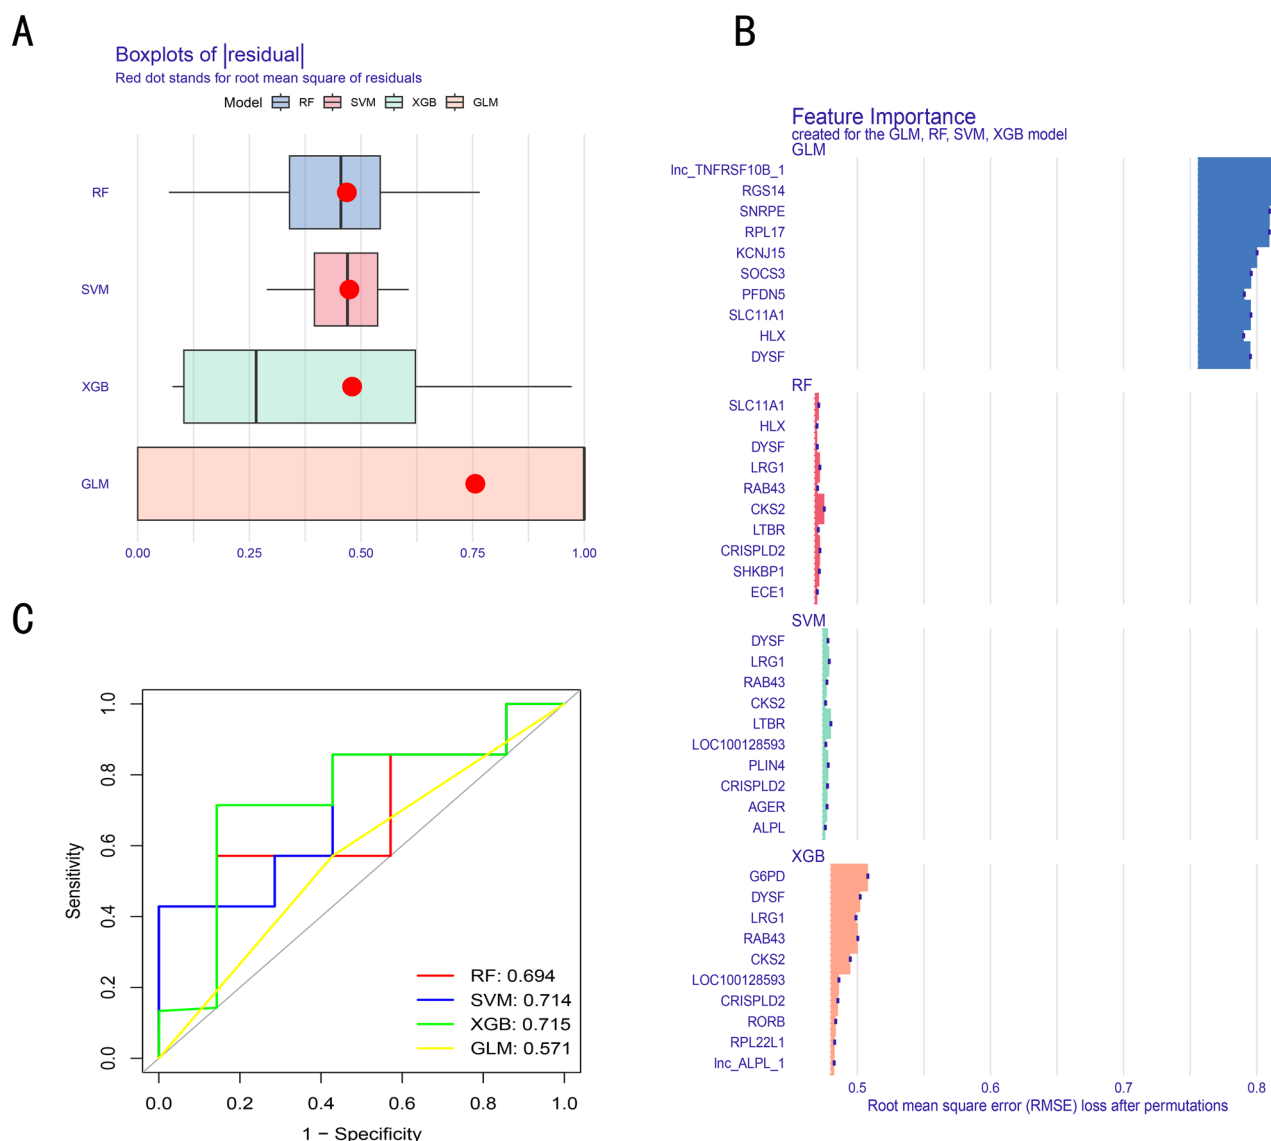 A
Boxplots of |residual|
Red dot stands for root mean square of residuals
Model RF SVM XGB GLM
RF
SVM
XGB
GLM
0.00 0.25 0.50 0.75 1.00
B
Feature Importance
created for the GLM, RF, SVM, XGB model
GLM
lnc_TNFRSF10B_1
RGS14
SNRPE
RPL17
KCNJ15
SOCS3
PFDN5
SLC11A1
HLX
DYSF
RF
SLC11A1
HLX
DYSF
LRG1
RAB43
CKS2
LTBR
CRISPLD2
SHKBP1
ECE1
SVM
DYSF
LRG1
RAB43
CKS2
LTBR
LOC100128593
PLIN4
CRISPLD2
AGER
ALPL
XGB
G6PD
DYSF
LRG1
RAB43
CKS2
LOC100128593
CRISPLD2
RORB
RPL22L1
lnc_ALPL_1
0.5 0.6 0.7 0.8
Root mean square error (RMSE) loss after permutations
C
Sensitivity
1.0
0.8
0.6
0.4
0.2
0.0
RF: 0.694
SVM: 0.714
XGB: 0.715
GLM: 0.571
0.0 0.2 0.4 0.6 0.8 1.0
1 − Specificity